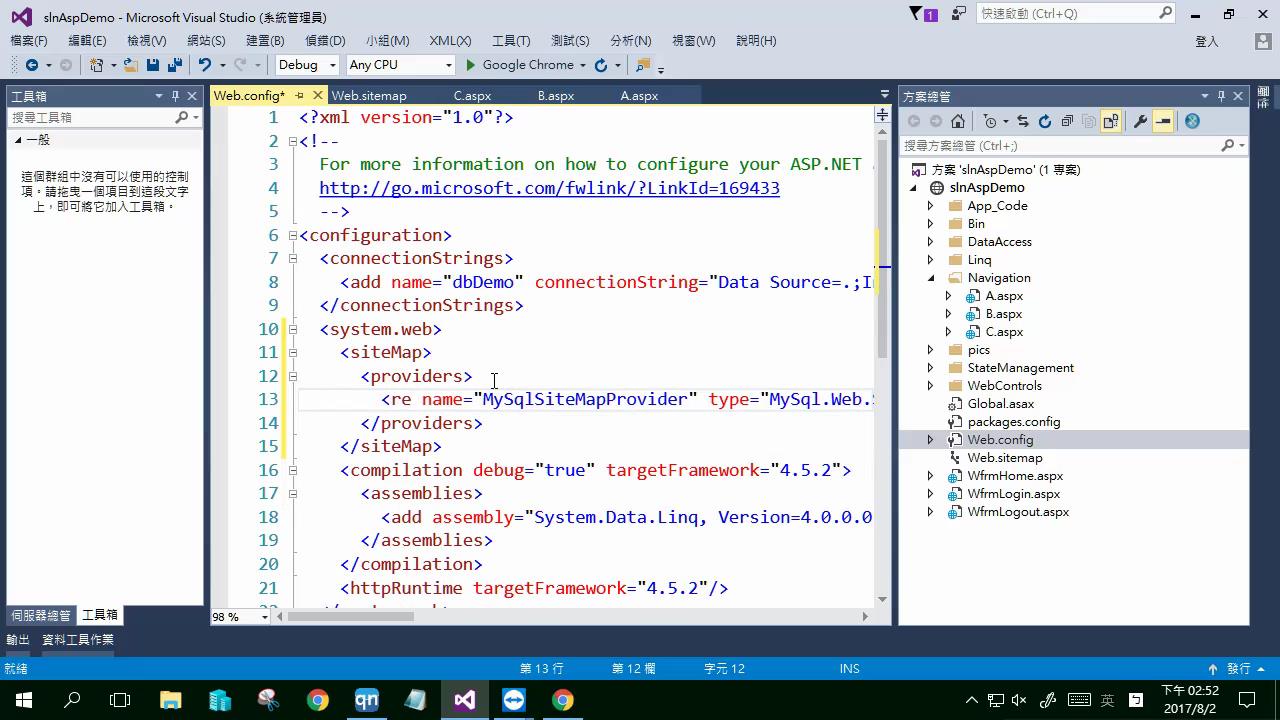 slnAspDemo - Microsoft Visual Studio (系統管理員)
1
快速啟動 (Ctrl+Q)
檔案(F) 編輯(E) 檢視(V) 網站(S) 建置(B) 偵錯(D) 小組(M) XML(X) 工具(T) 測試(S) 分析(N) 視窗(W) 說明(H)
登入
Debug Any CPU Google Chrome
工具箱
搜尋工具箱
一般
這個群組中沒有可以使用的控制
項。請拖曳一個項目到這段文字
上，即可將它加入工具箱。
伺服器總管 工具箱
Web.config* Web.sitemap C.aspx B.aspx A.aspx
1 <?xml version="1.0"?>
2 <!--
3 For more information on how to configure your ASP.NET
4 http://go.microsoft.com/fwlink/?LinkId=169433
5 -->
6 <configuration>
7 <connectionStrings>
8 <add name="dbDemo" connectionString="Data Source=.;In
9 </connectionStrings>
10 <system.web>
11 <siteMap>
12 <providers>
13 <re name="MySqlSiteMapProvider" type="MySql.Web.S
14 </providers>
15 </siteMap>
16 <compilation debug="true" targetFramework="4.5.2">
17 <assemblies>
18 <add assembly="System.Data.Linq, Version=4.0.0.0
19 </assemblies>
20 </compilation>
21 <httpRuntime targetFramework="4.5.2"/>
98 %
方案總管
搜尋方案總管 (Ctrl+;)
方案 'slnAspDemo' (1 專案)
slnAspDemo
App_Code
Bin
DataAccess
Linq
Navigation
A.aspx
B.aspx
C.aspx
pics
StateManagement
WebControls
Global.asax
packages.config
Web.config
Web.sitemap
WfrmHome.aspx
WfrmLogin.aspx
WfrmLogout.aspx
輸出 資料工具作業
就緒 第 13 行 第 12 欄 字元 12 INS 發行
qn
英
下午 02:52
2017/8/2